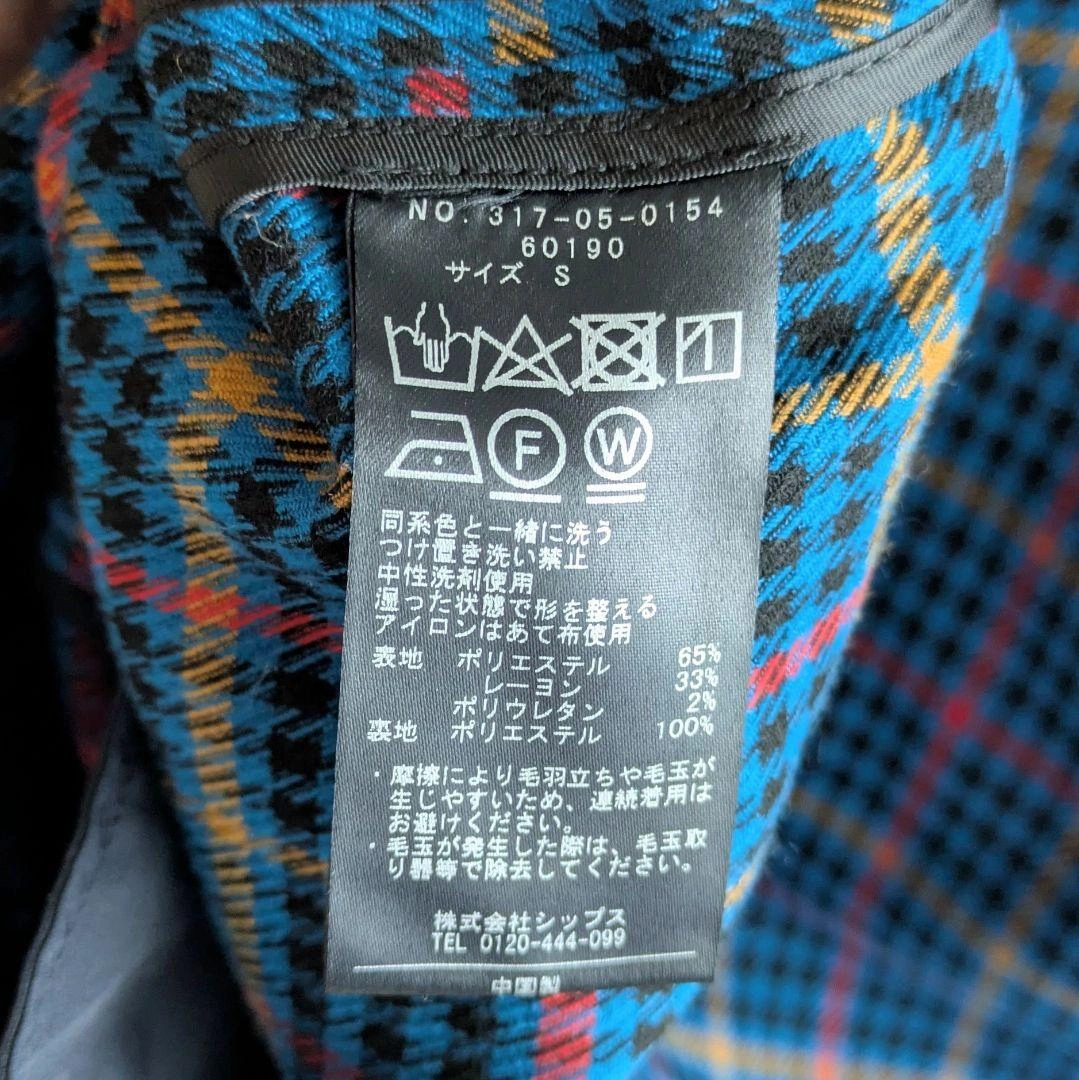 NO. 317-05-0154
60190
サイズ S
F W
同系色と一緒に洗う
つけ置き洗い禁止
中性洗剤使用
湿った状態で形を整える
アイロンはあて布使用
表地 ポリエステル 65%
レーヨン 33%
ポリウレタン 2%
裏地 ポリエステル 100%
・摩擦により毛羽立ちや毛玉が
生じやすいため、連続着用は
お避けください。
・毛玉が発生した際は、毛玉取
り器等で除去してください。
株式会社シップス
TEL 0120-444-099
中国製